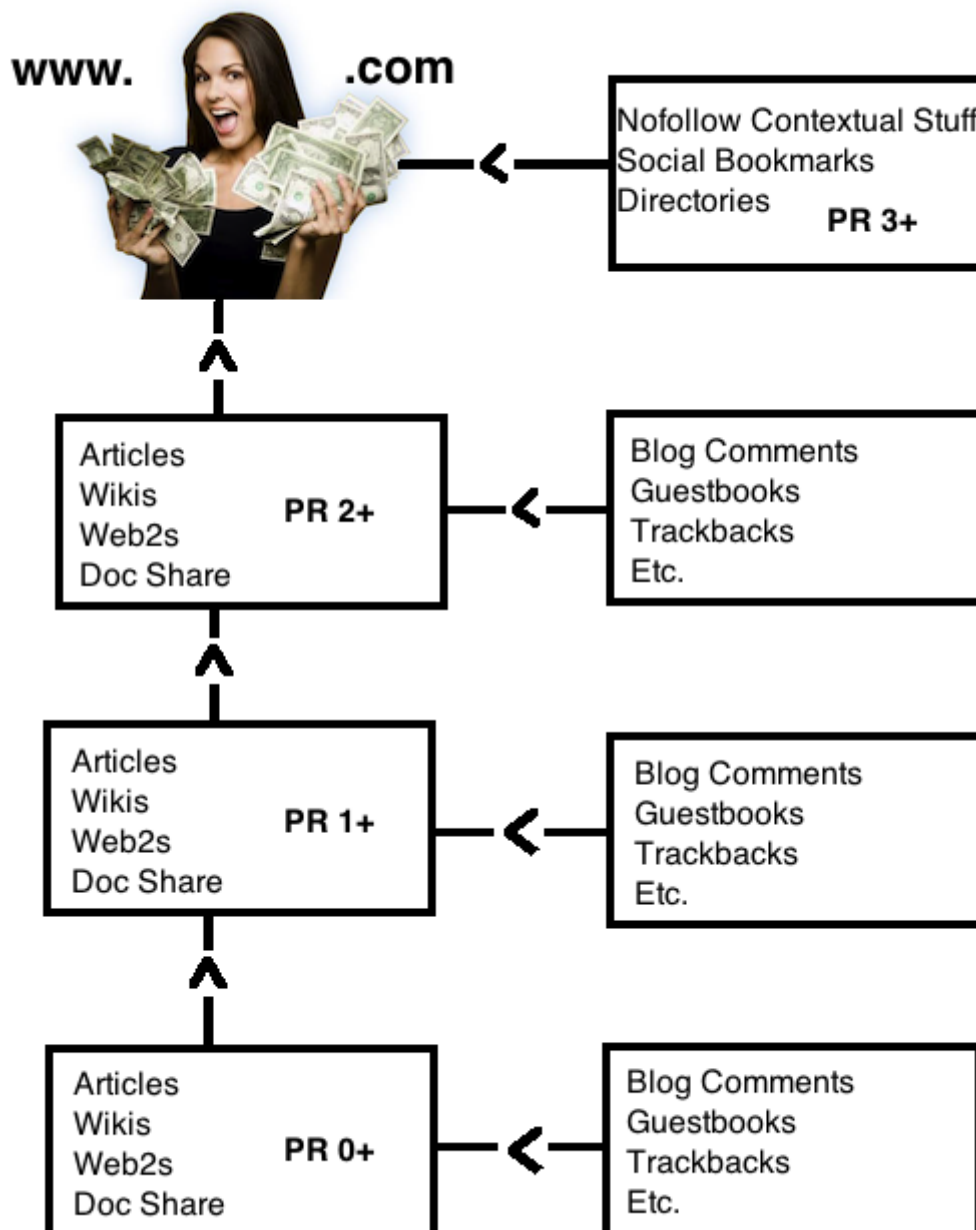 www. .com
Nofollow Contextual Stuff
Social Bookmarks
Directories
PR 3+
Articles
Wikis
Web2s
Doc Share
PR 2+
Blog Comments
Guestbooks
Trackbacks
Etc.
Articles
Wikis
Web2s
Doc Share
PR 1+
Blog Comments
Guestbooks
Trackbacks
Etc.
Articles
Wikis
Web2s
Doc Share
PR 0+
Blog Comments
Guestbooks
Trackbacks
Etc.